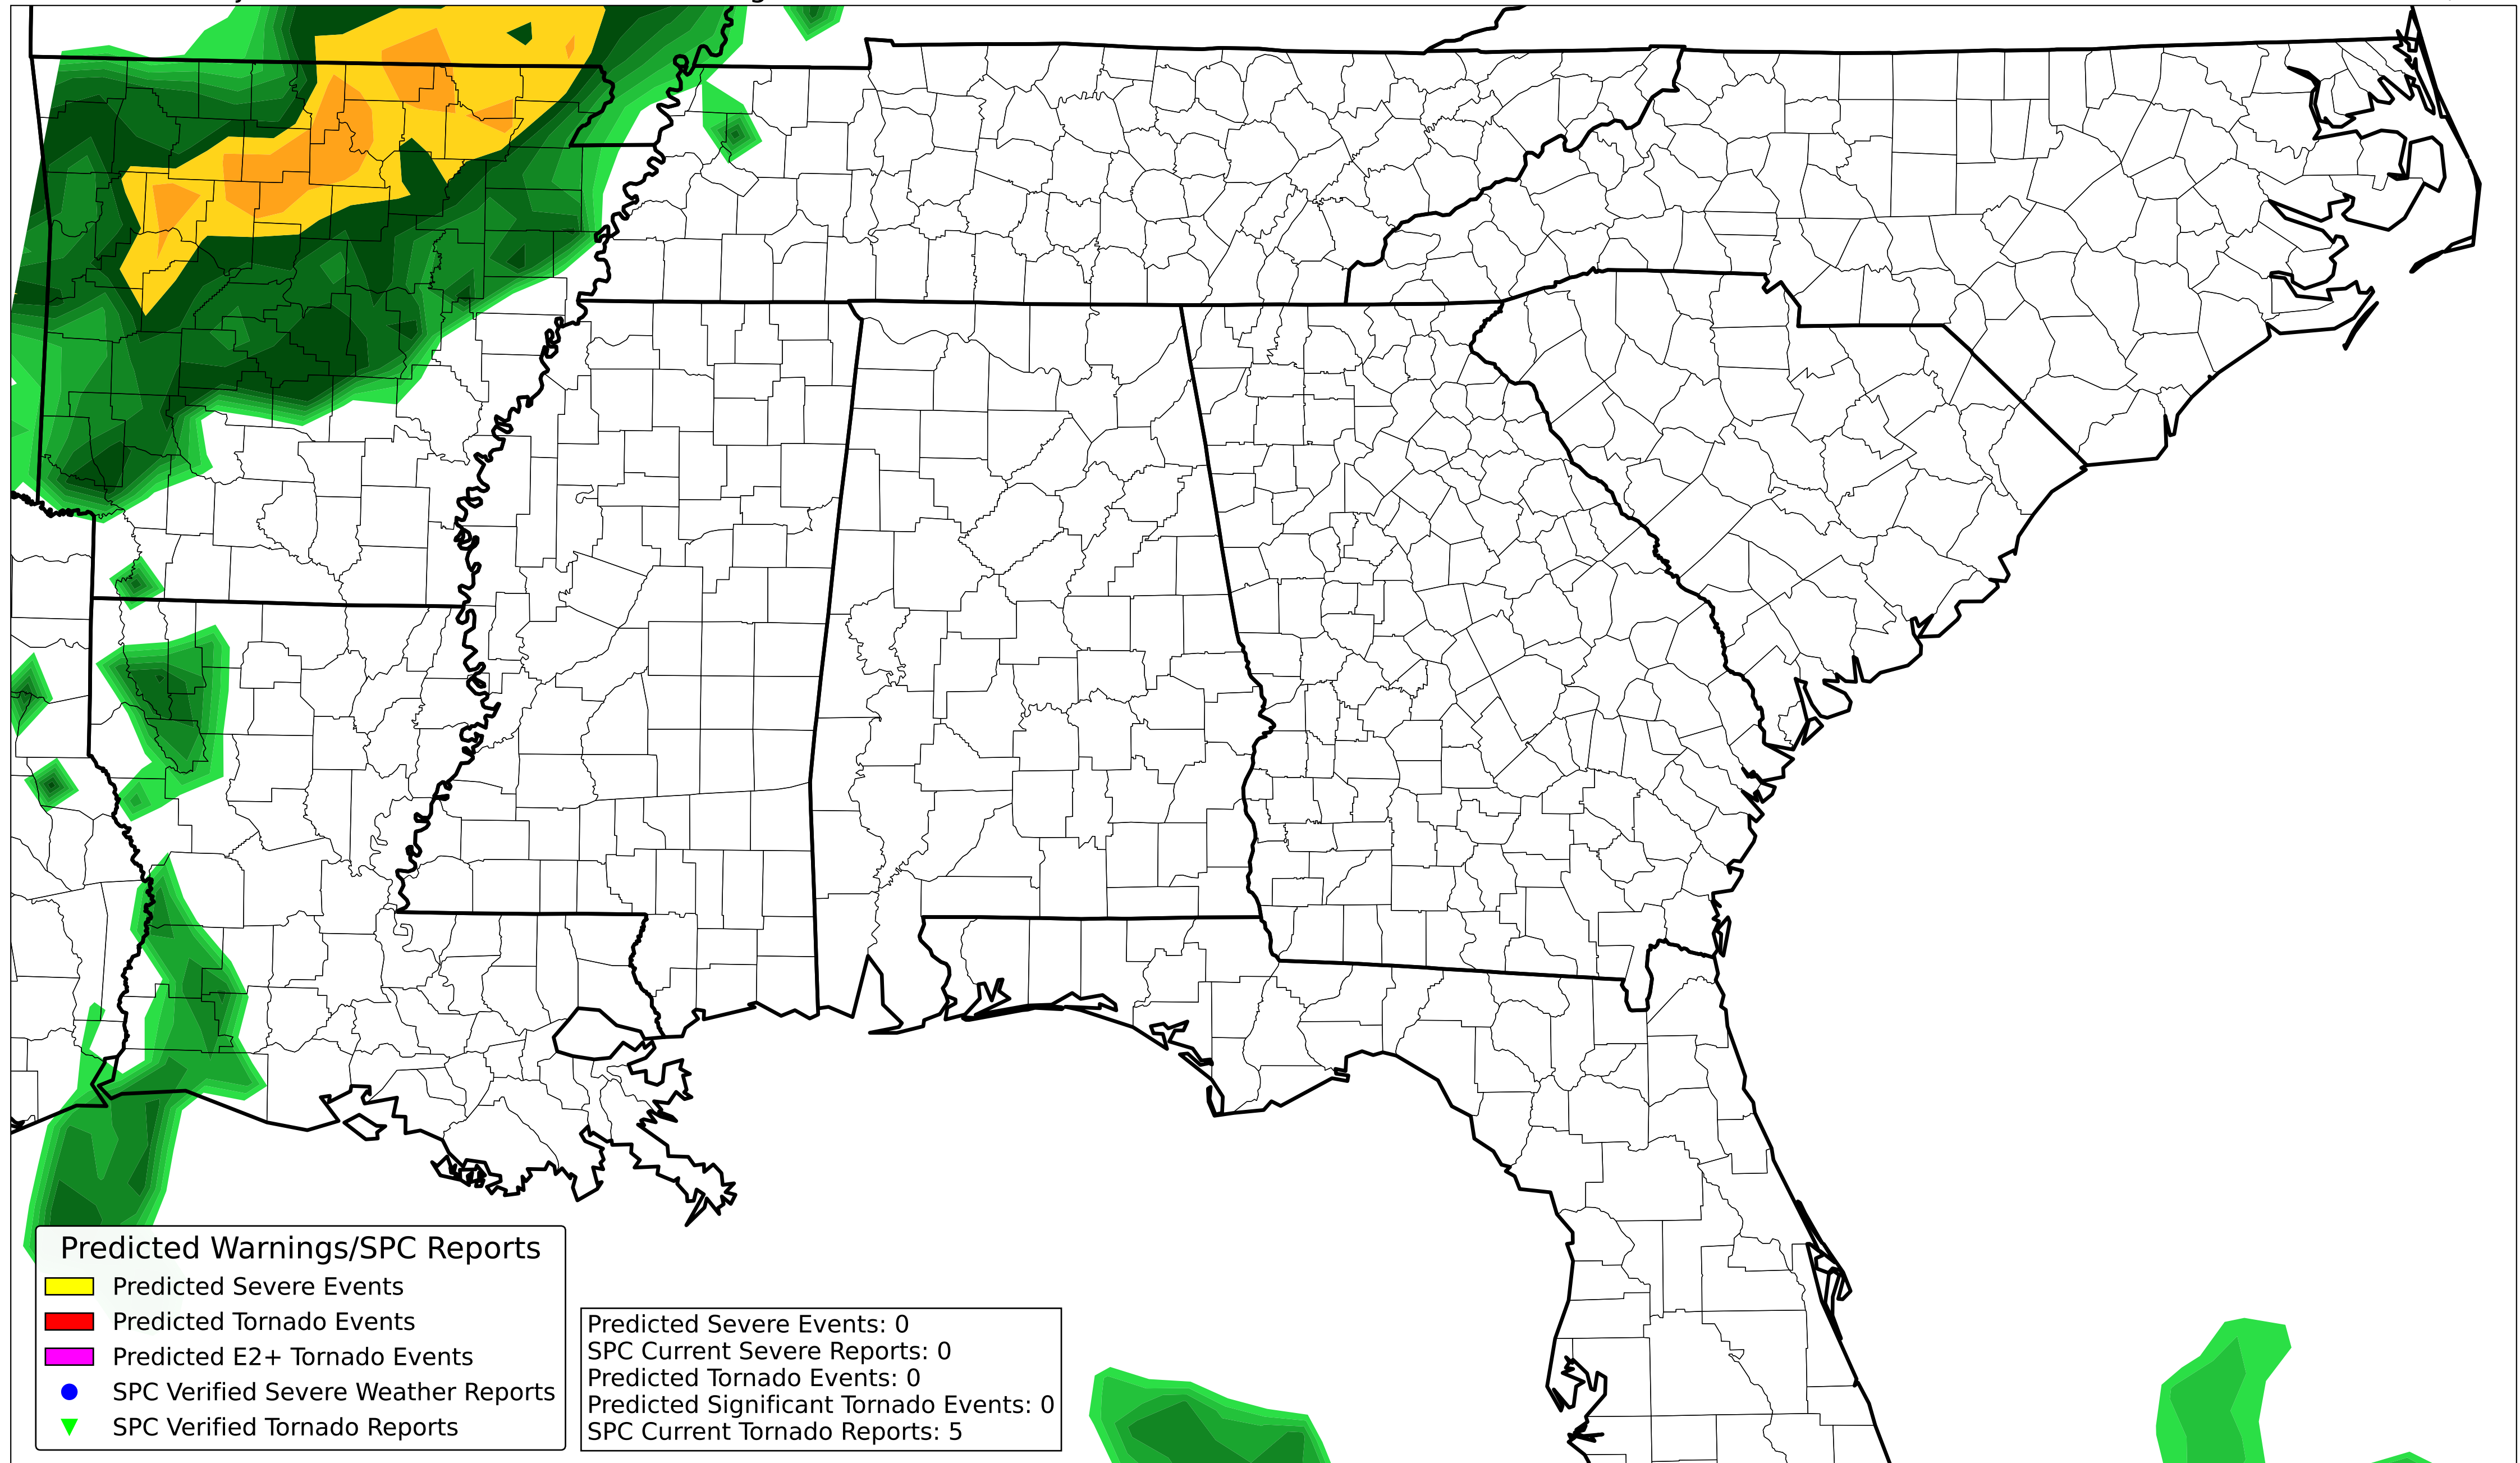 Predicted Warnings/SPC Reports
Predicted Severe Events
Predicted Tornado Events
Predicted E2+ Tornado Events
SPC Verified Severe Weather Reports
SPC Verified Tornado Reports
Predicted Severe Events: 0
SPC Current Severe Reports: 0
Predicted Tornado Events: 0
Predicted Significant Tornado Events: 0
SPC Current Tornado Reports: 5